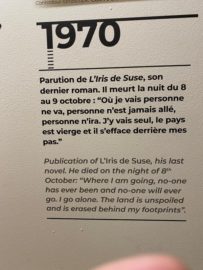 1970
Parution de L'Iris de Suse, son
dernier roman. Il meurt la nuit du 8
au 9 octobre : "Où je vais personne
ne va, personne n'est jamais allé,
personne n'ira. J'y vais seul, le pays
est vierge et il s'efface derrière mes
pas."
Publication of L'Iris de Suse, his last
novel. He died on the night of 8th
October: "Where I am going, no-one
has ever been and no-one will ever
go. I go alone. The land is unspoiled
and is erased behind my footprints".